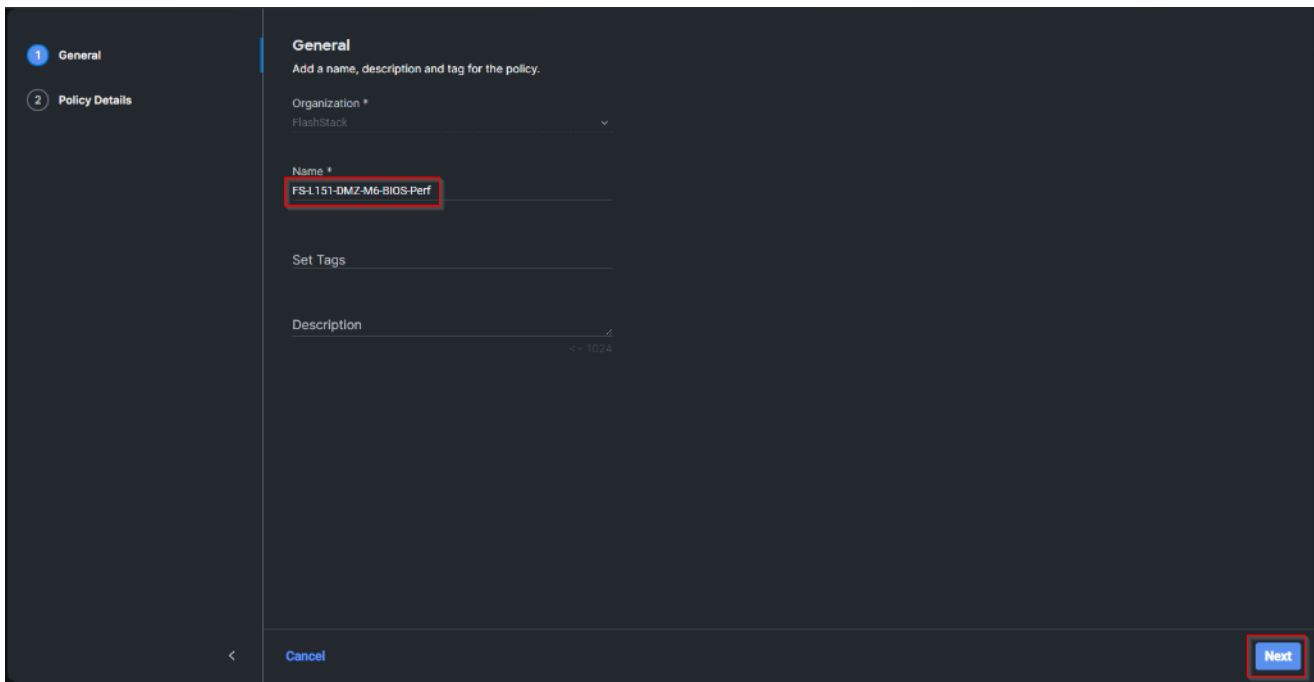 1 General
2 Policy Details
General
Add a name, description and tag for the policy.
Organization *
FlashStack
Name *
FS-L151-DMZ-M6-BIOS-Perf
Set Tags
Description
<= 1024
Cancel
Next